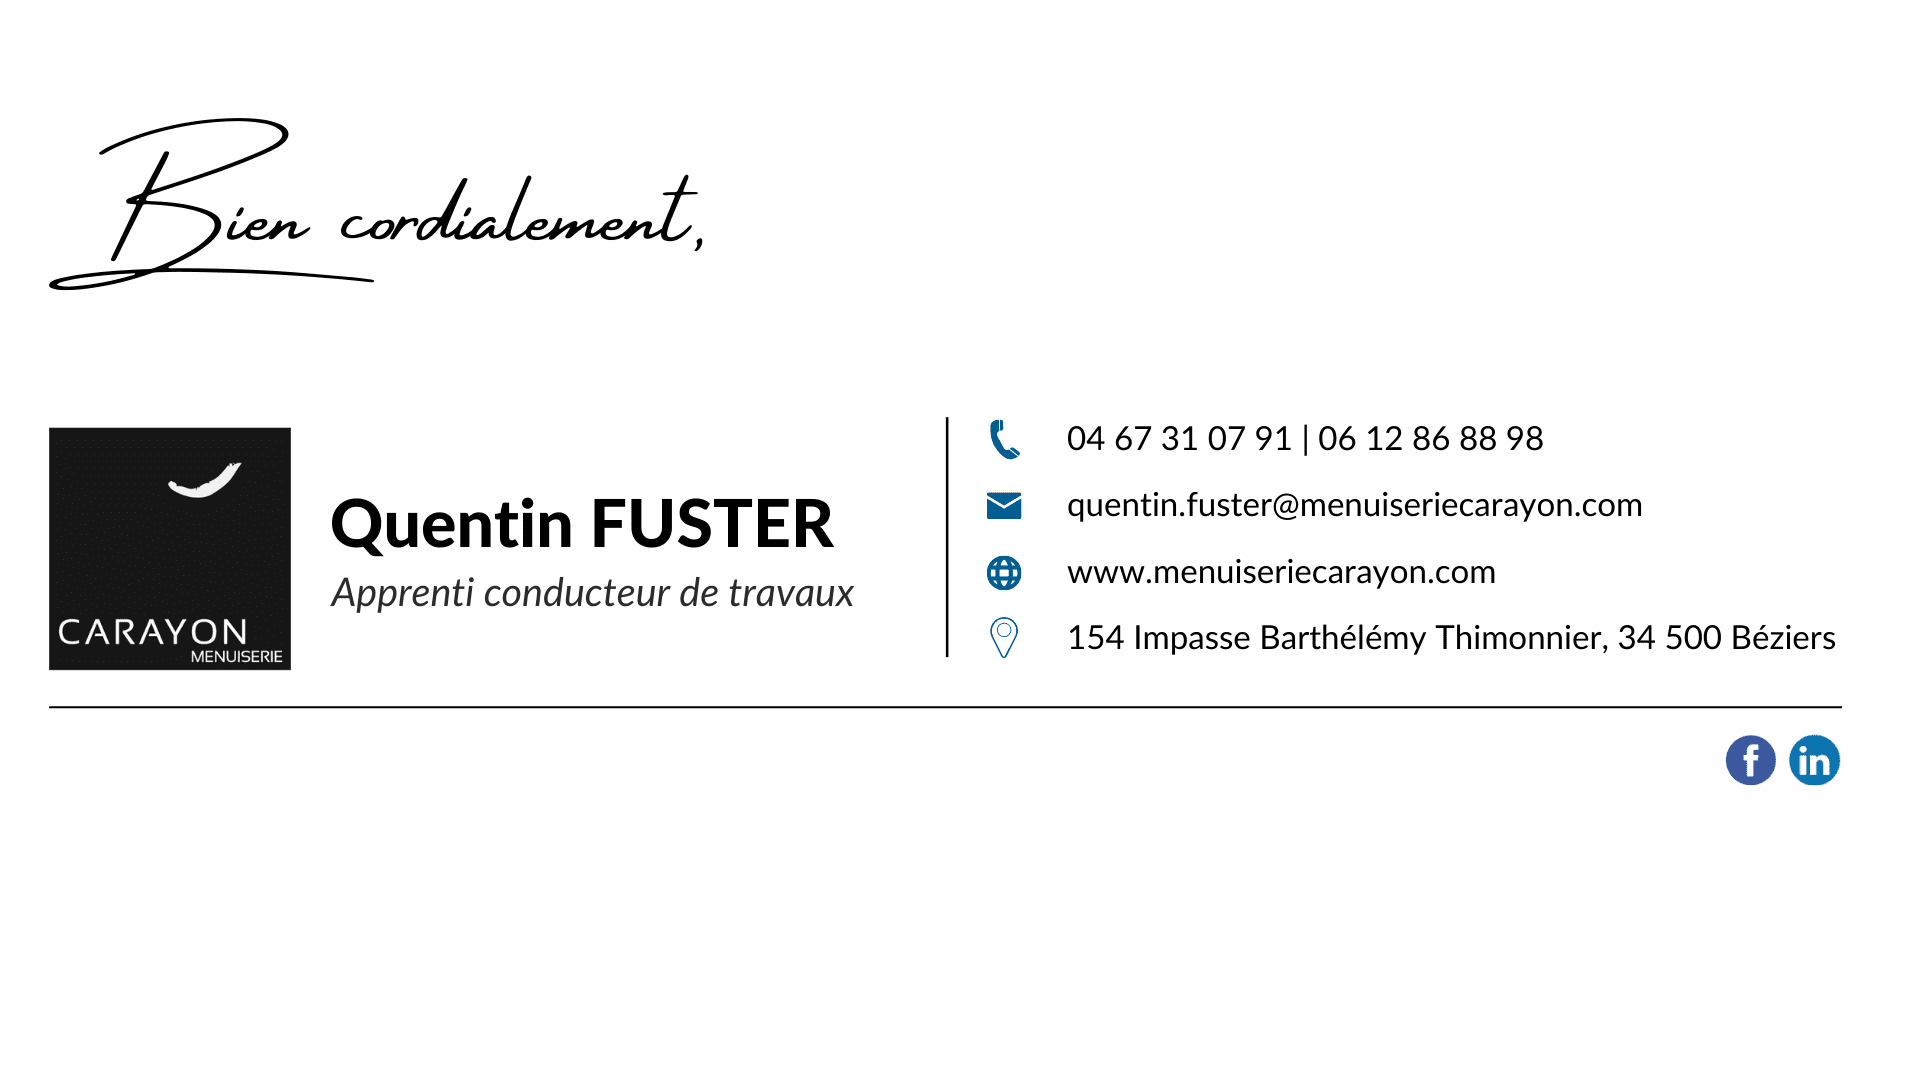 Bien cordialement,
CARAYON
MENUISERIE
Quentin FUSTER
Apprenti conducteur de travaux
04 67 31 07 91 | 06 12 86 88 98
quentin.fuster@menuiseriecarayon.com
www.menuiseriecarayon.com
154 Impasse Barthélémy Thimonnier, 34 500 Béziers
f in